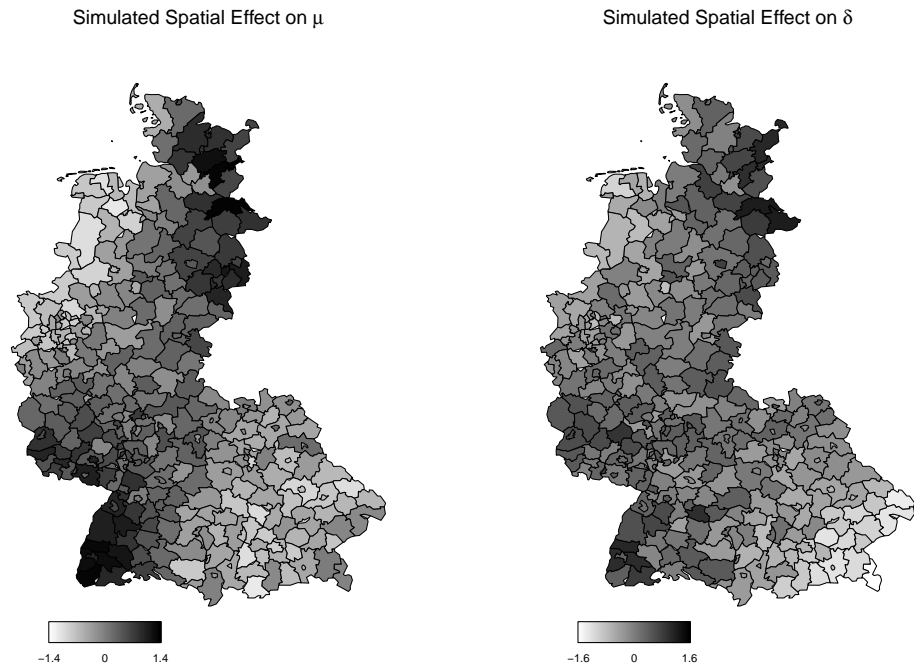 Simulated Spatial Effect on μ
Simulated Spatial Effect on δ
−1.4 0 1.4
−1.6 0 1.6